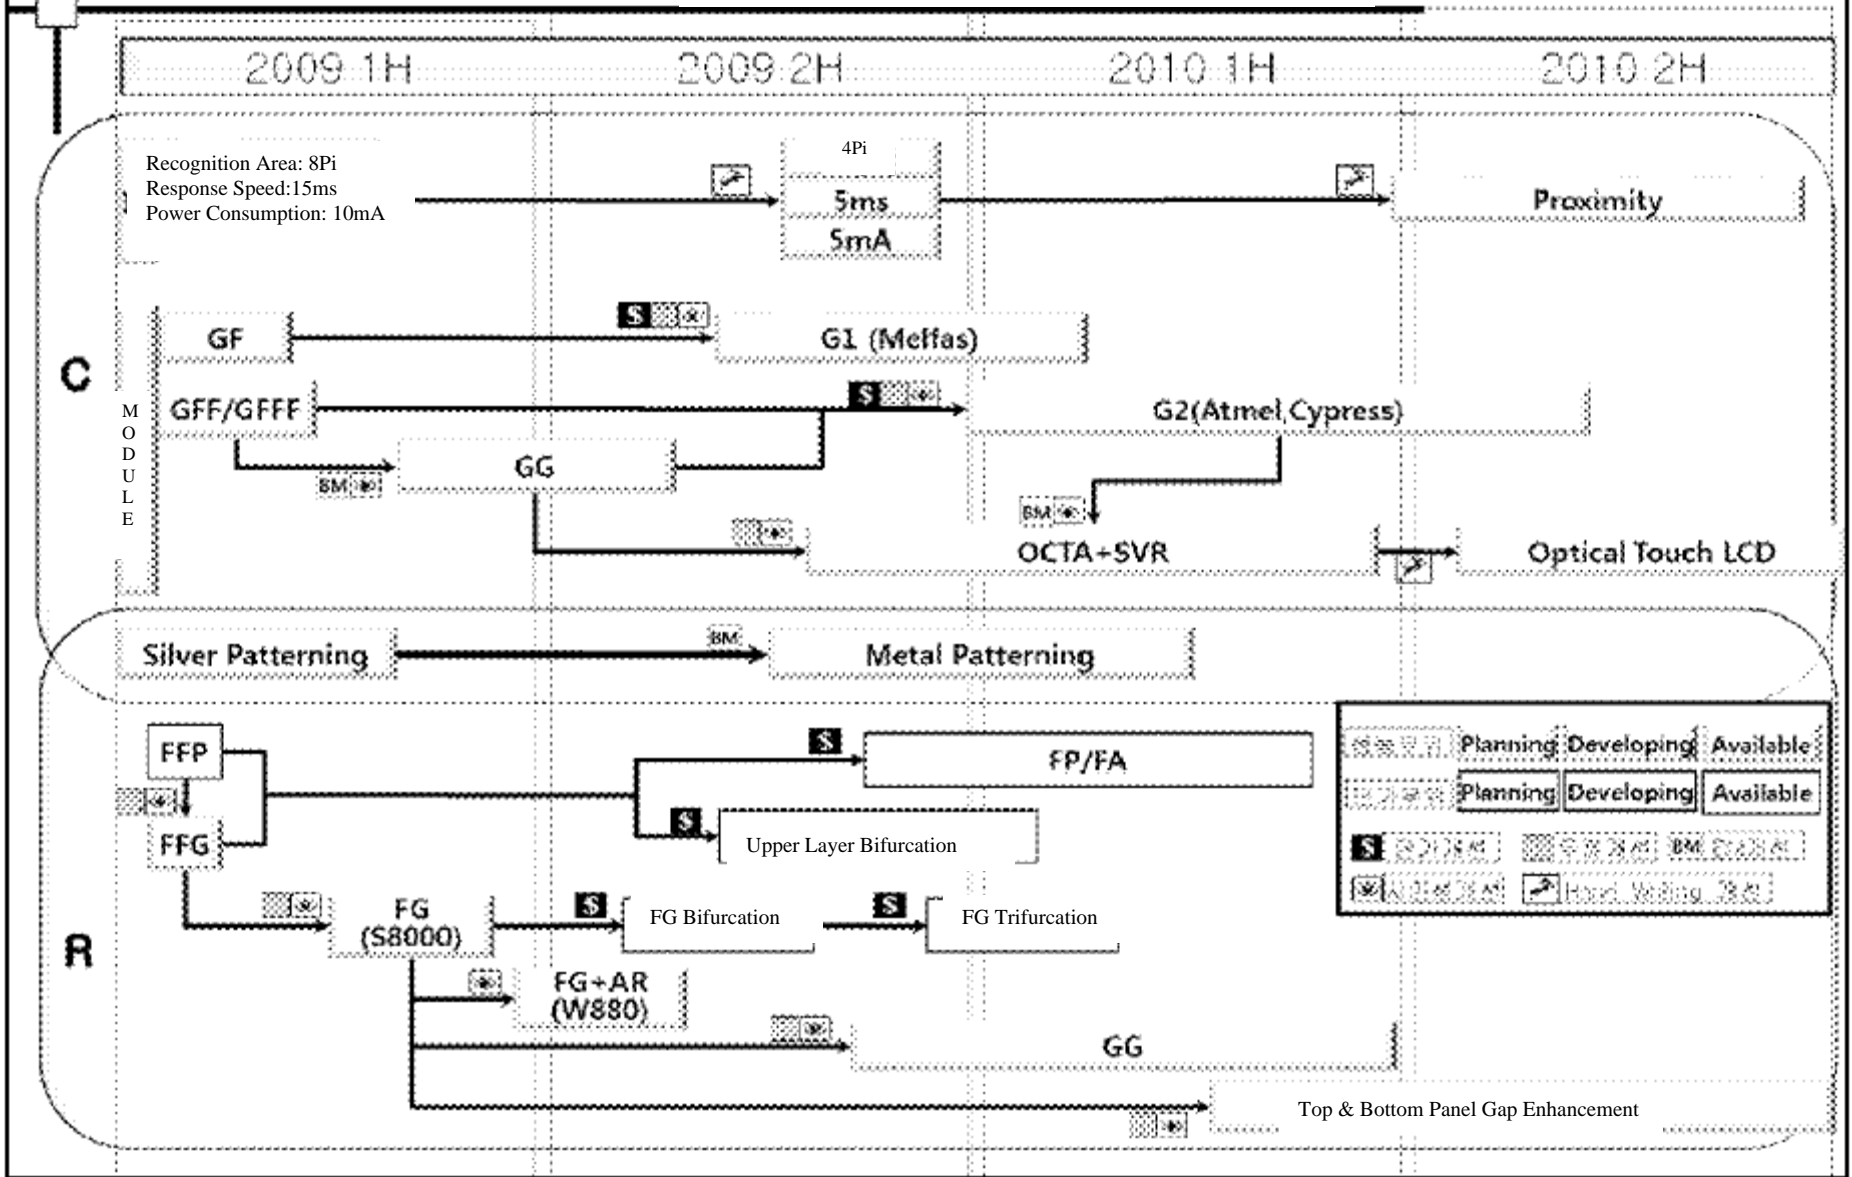 2009 1H
2009 2H
2010 1H
2010 2H
C
Recognition Area: 8Pi
Response Speed:15ms
Power Consumption: 10mA
4Pi
5ms
5mA
Proximity
MODULE
GF
$
G1 (Melfas)
GFF/GFFF
$
G2(Atmel,Cypress)
BM
GG
BM
OCTA+SVR
Optical Touch LCD
Silver Patterning
BM
Metal Patterning
R
FFP
$
FP/FA
FFG
$
Upper Layer Bifurcation
FG
(S8000)
$
FG Bifurcation
$
FG Trifurcation
FG+AR
(W880)
GG
Top & Bottom Panel Gap Enhancement
Planning Developing Available
Planning Developing Available
$
BM